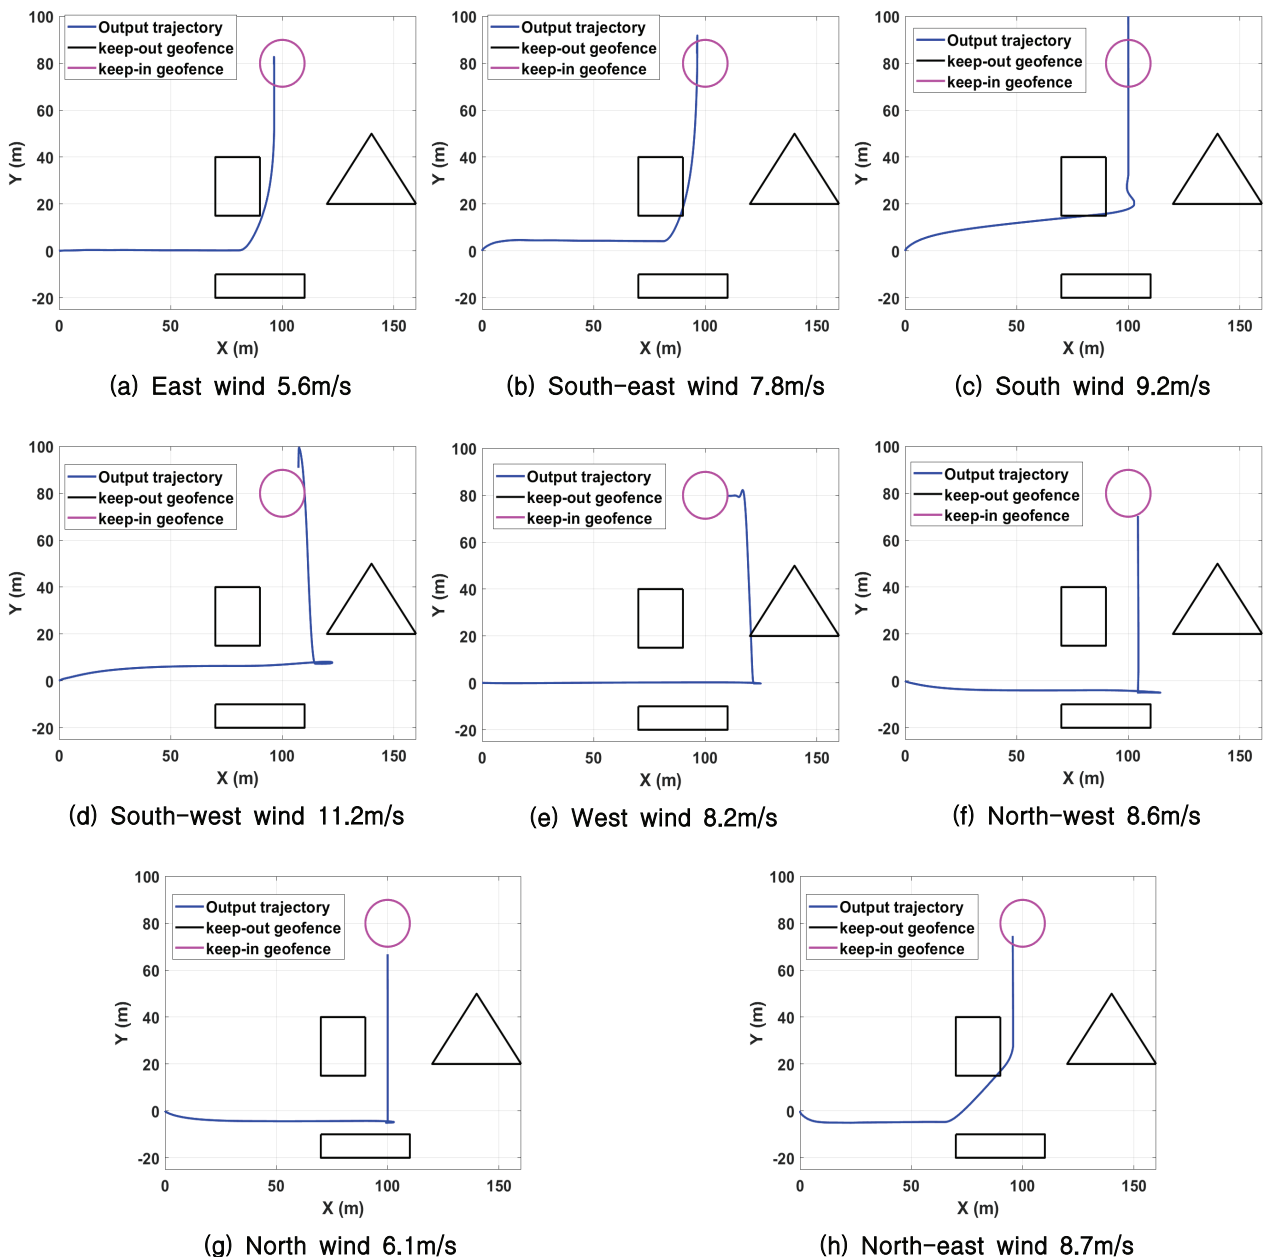 100
80
60
40
20
0
-20
Y (m)
Output trajectory
keep-out geofence
keep-in geofence
0 50 100 150
X (m)
(a) East wind 5.6m/s
100
80
60
40
20
0
-20
Y (m)
Output trajectory
keep-out geofence
keep-in geofence
0 50 100 150
X (m)
(b) South-east wind 7.8m/s
100
80
60
40
20
0
-20
Y (m)
Output trajectory
keep-out geofence
keep-in geofence
0 50 100 150
X (m)
(c) South wind 9.2m/s
100
80
60
40
20
0
-20
Y (m)
Output trajectory
keep-out geofence
keep-in geofence
0 50 100 150
X (m)
(d) South-west wind 11.2m/s
100
80
60
40
20
0
-20
Y (m)
Output trajectory
keep-out geofence
keep-in geofence
0 50 100 150
X (m)
(e) West wind 8.2m/s
100
80
60
40
20
0
-20
Y (m)
Output trajectory
keep-out geofence
keep-in geofence
0 50 100 150
X (m)
(f) North-west 8.6m/s
100
80
60
40
20
0
-20
Y (m)
Output trajectory
keep-out geofence
keep-in geofence
0 50 100 150
X (m)
(g) North wind 6.1m/s
100
80
60
40
20
0
-20
Y (m)
Output trajectory
keep-out geofence
keep-in geofence
0 50 100 150
X (m)
(h) North-east wind 8.7m/s